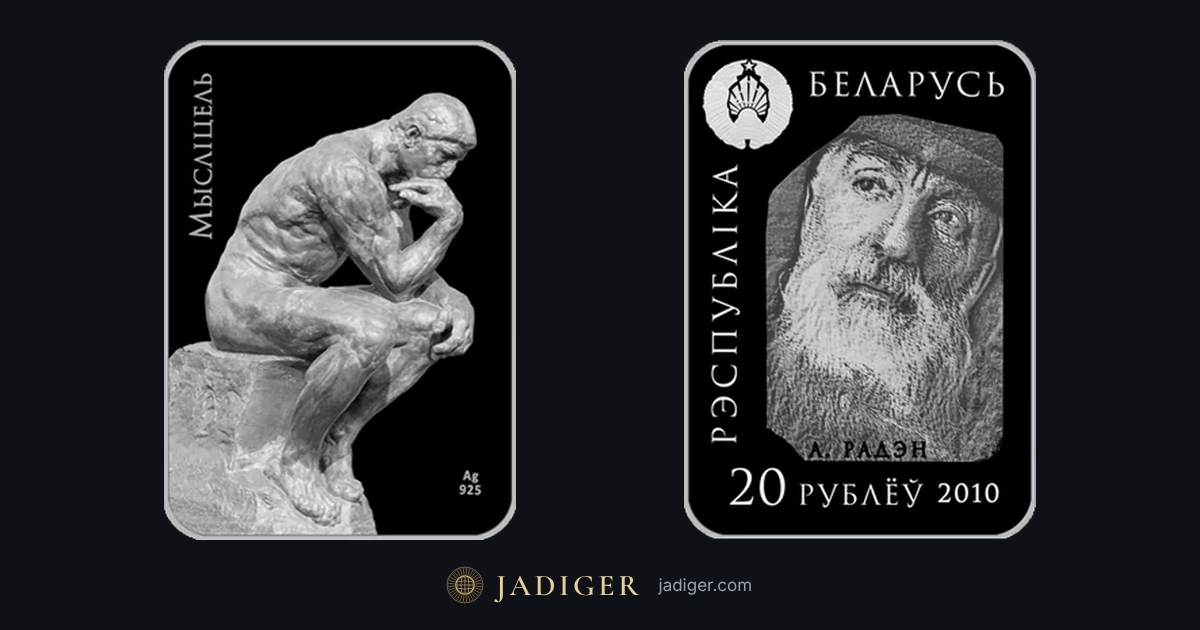 Мысліцель
Ag
925
БЕЛАРУСЬ
РЭСПУБЛІКА
А. РАДЭН
20 РУБЛЁЎ 2010
JADIGER jadiger.com